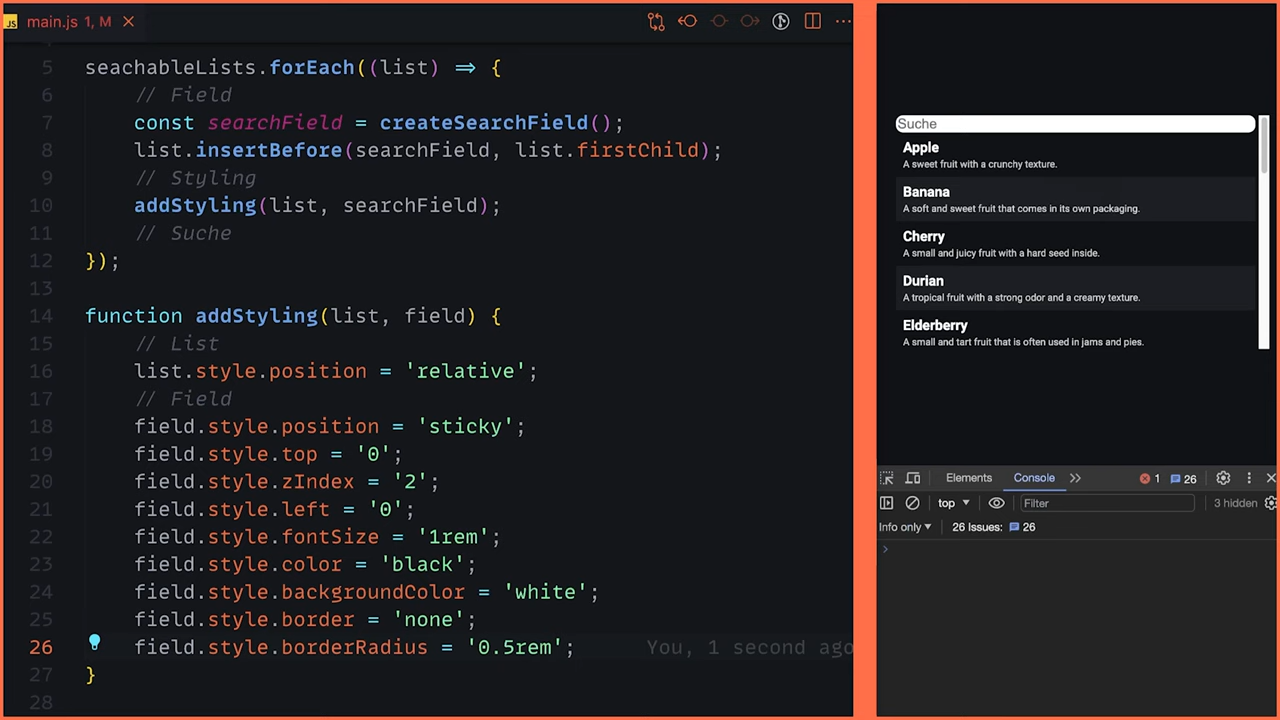 JS main.js 1, M
5 seachableLists.forEach((list) => {
6 // Field
7 const searchField = createSearchField();
8 list.insertBefore(searchField, list.firstChild);
9 // Styling
10 addStyling(list, searchField);
11 // Suche
12 });
13
14 function addStyling(list, field) {
15 // List
16 list.style.position = 'relative';
17 // Field
18 field.style.position = 'sticky';
19 field.style.top = '0';
20 field.style.zIndex = '2';
21 field.style.left = '0';
22 field.style.fontSize = '1rem';
23 field.style.color = 'black';
24 field.style.backgroundColor = 'white';
25 field.style.border = 'none';
26 field.style.borderRadius = '0.5rem'; You, 1 second ago
27 }
28
Suche
Apple
A sweet fruit with a crunchy texture.
Banana
A soft and sweet fruit that comes in its own packaging.
Cherry
A small and juicy fruit with a hard seed inside.
Durian
A tropical fruit with a strong odor and a creamy texture.
Elderberry
A small and tart fruit that is often used in jams and pies.
Elements Console 1 26
top Filter 3 hidden
Info only 26 Issues: 26